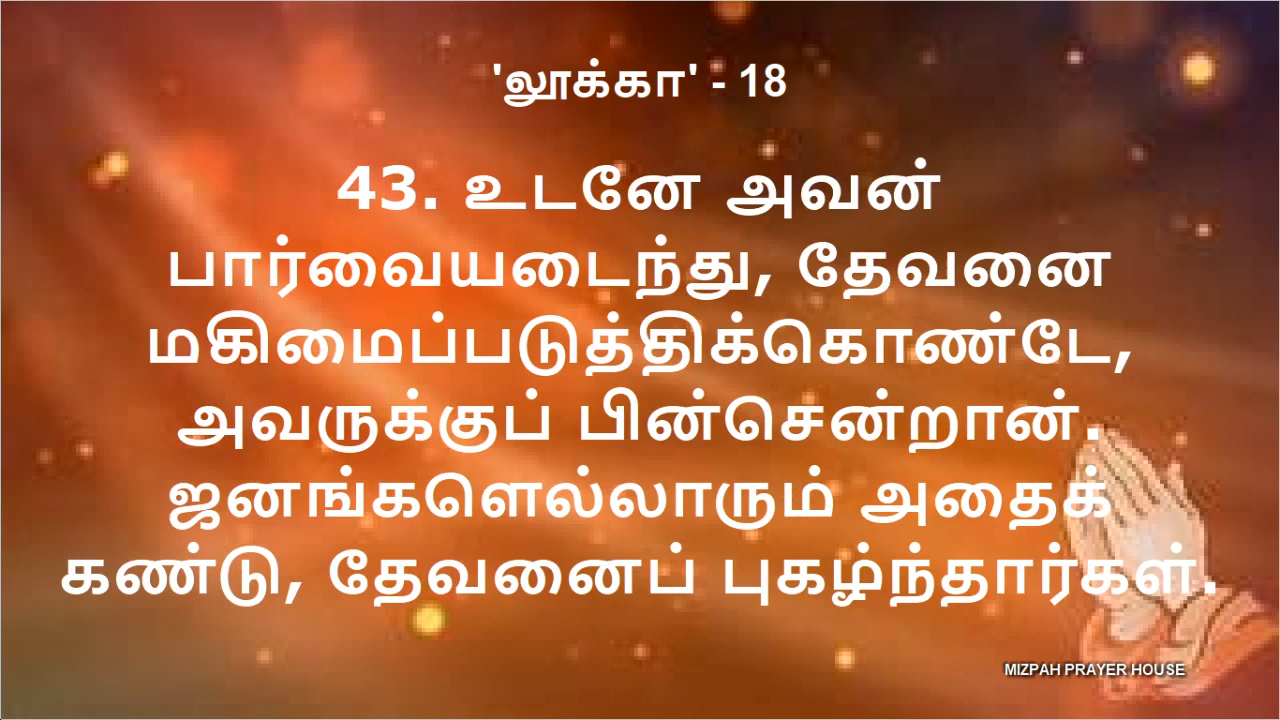 'லூக்கா' - 18
43. உடனே அவன்
பார்வையடைந்து, தேவனை
மகிமைப்படுத்திக்கொண்டே,
அவருக்குப் பின்சென்றான்.
ஜனங்களெல்லாரும் அதைக்
கண்டு, தேவனைப் புகழ்ந்தார்கள்.
MIZPAH PRAYER HOUSE